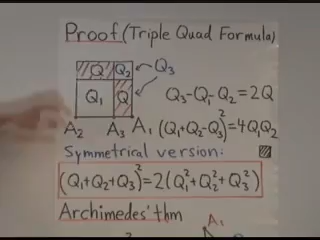 Proof (Triple Quad Formula)
Q Q₂ Q₃
Q₁ Q
Q₃-Q₁-Q₂=2Q
A₂ A₃ A₁
(Q₁+Q₂-Q₃)²=4Q₁Q₂
Symmetrical version:
(Q₁+Q₂+Q₃)²=2(Q₁²+Q₂²+Q₃²)
Archimedes' thm